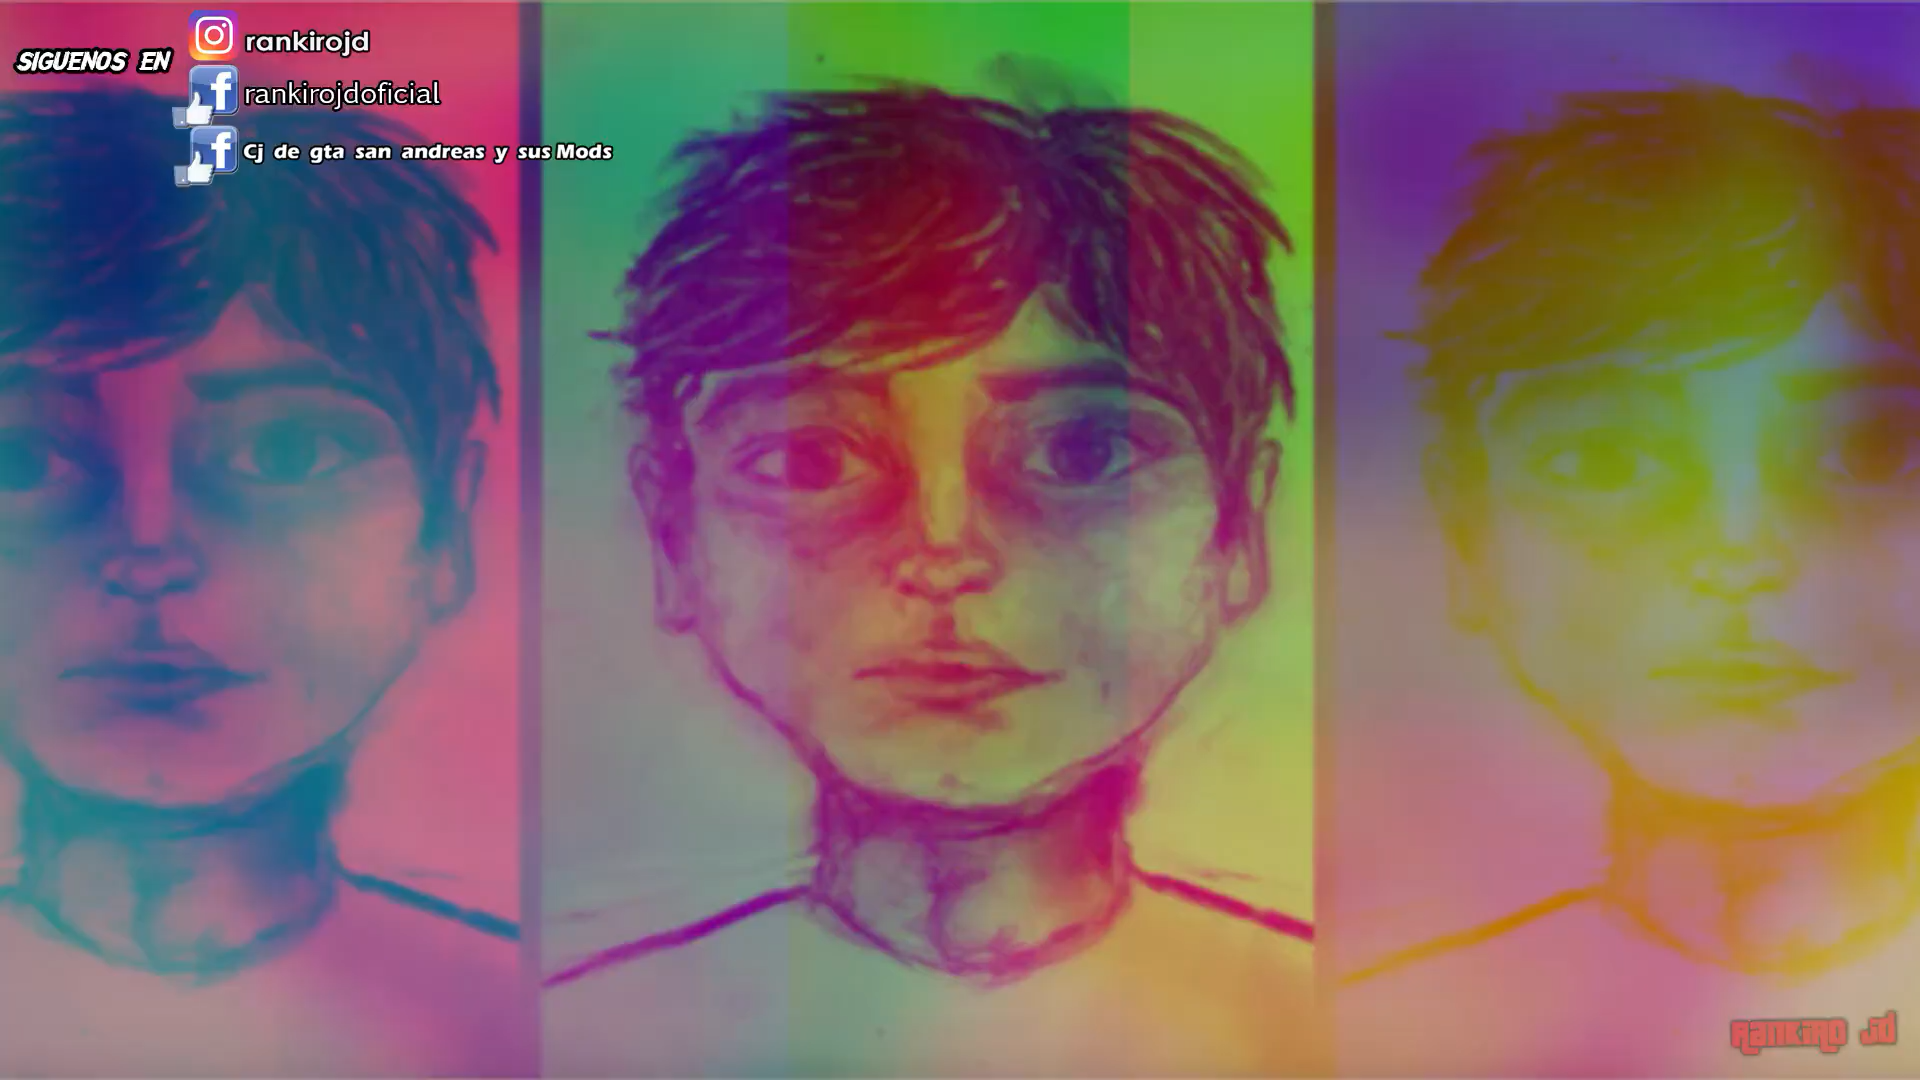 SIGUENOS EN
rankirojd
rankirojdoficial
Cj de gta san andreas y sus Mods
RANKIRO JD